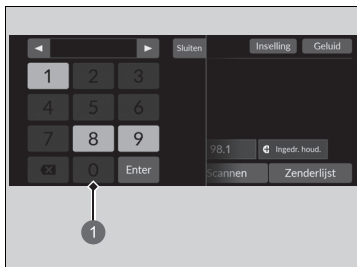 Sluiten
Inselling Geluid
1 2 3
4 5 6
7 8 9
98.1 Ingedr. houd.
0 Enter
Scannen Zenderlijst
1